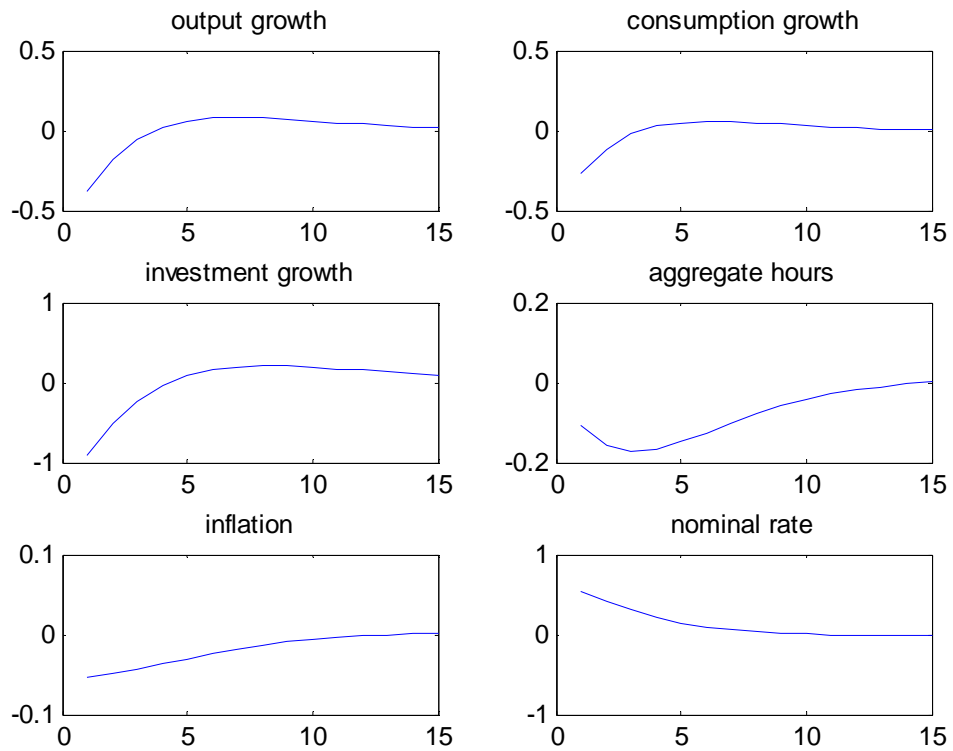 output growth
0.5
0
-0.5
0 5 10 15
consumption growth
0.5
0
-0.5
0 5 10 15
investment growth
1
0
-1
0 5 10 15
aggregate hours
0.2
0
-0.2
0 5 10 15
inflation
0.1
0
-0.1
0 5 10 15
nominal rate
1
0
-1
0 5 10 15